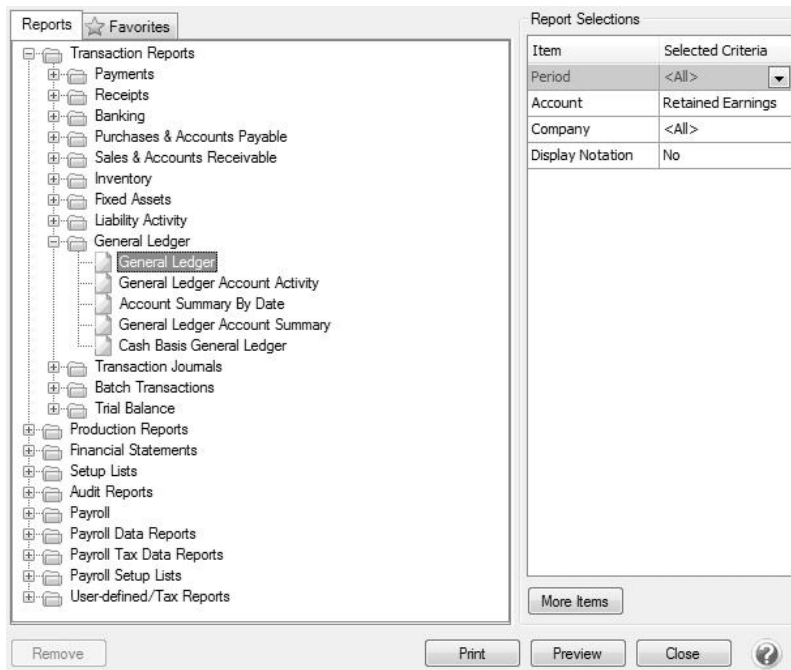 Reports
Favorites
Transaction Reports
Payments
Receipts
Banking
Purchases & Accounts Payable
Sales & Accounts Receivable
Inventory
Fixed Assets
Liability Activity
General Ledger
General Ledger
General Ledger Account Activity
Account Summary By Date
General Ledger Account Summary
Cash Basis General Ledger
Transaction Journals
Batch Transactions
Trial Balance
Production Reports
Financial Statements
Setup Lists
Audit Reports
Payroll
Payroll Data Reports
Payroll Tax Data Reports
Payroll Setup Lists
User-defined/Tax Reports
Report Selections
Item Selected Criteria
Period <All>
Account Retained Earnings
Company <All>
Display Notation No
More Items
Remove Print Preview Close ?